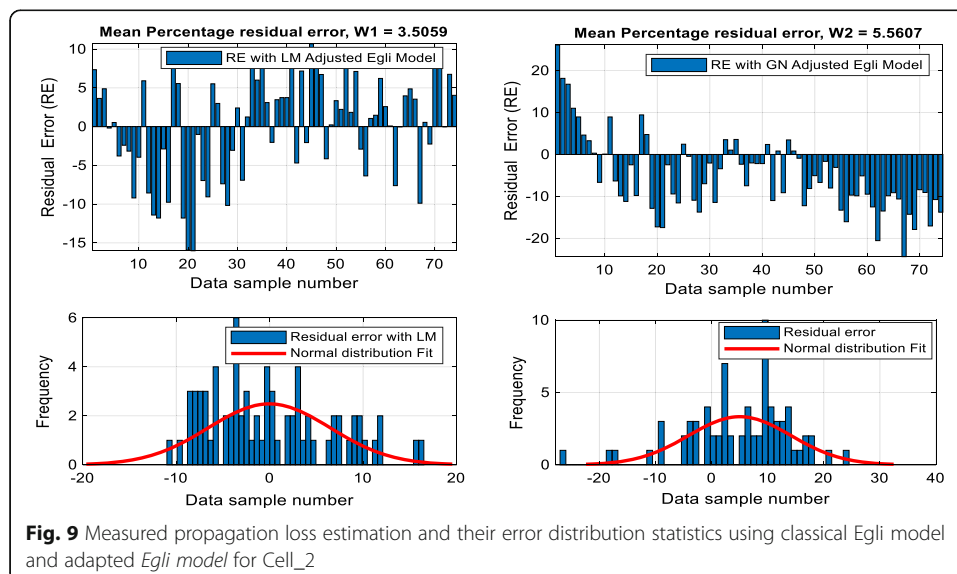 Mean Percentage residual error, W1 = 3.5059
RE with LM Adjusted Egli Model
Residual Error (RE)
10
5
0
-5
-10
-15
10 20 30 40 50 60 70
Data sample number
Mean Percentage residual error, W2 = 5.5607
RE with GN Adjusted Egli Model
Residual Error (RE)
20
10
0
-10
-20
10 20 30 40 50 60 70
Data sample number
Residual error with LM
Normal distribution Fit
Frequency
6
4
2
0
-20 -10 0 10 20
Data sample number
Residual error
Normal distribution Fit
Frequency
10
5
0
-20 -10 0 10 20 30 40
Data sample number
Fig. 9 Measured propagation loss estimation and their error distribution statistics using classical Egli model
and adapted Egli model for Cell_2